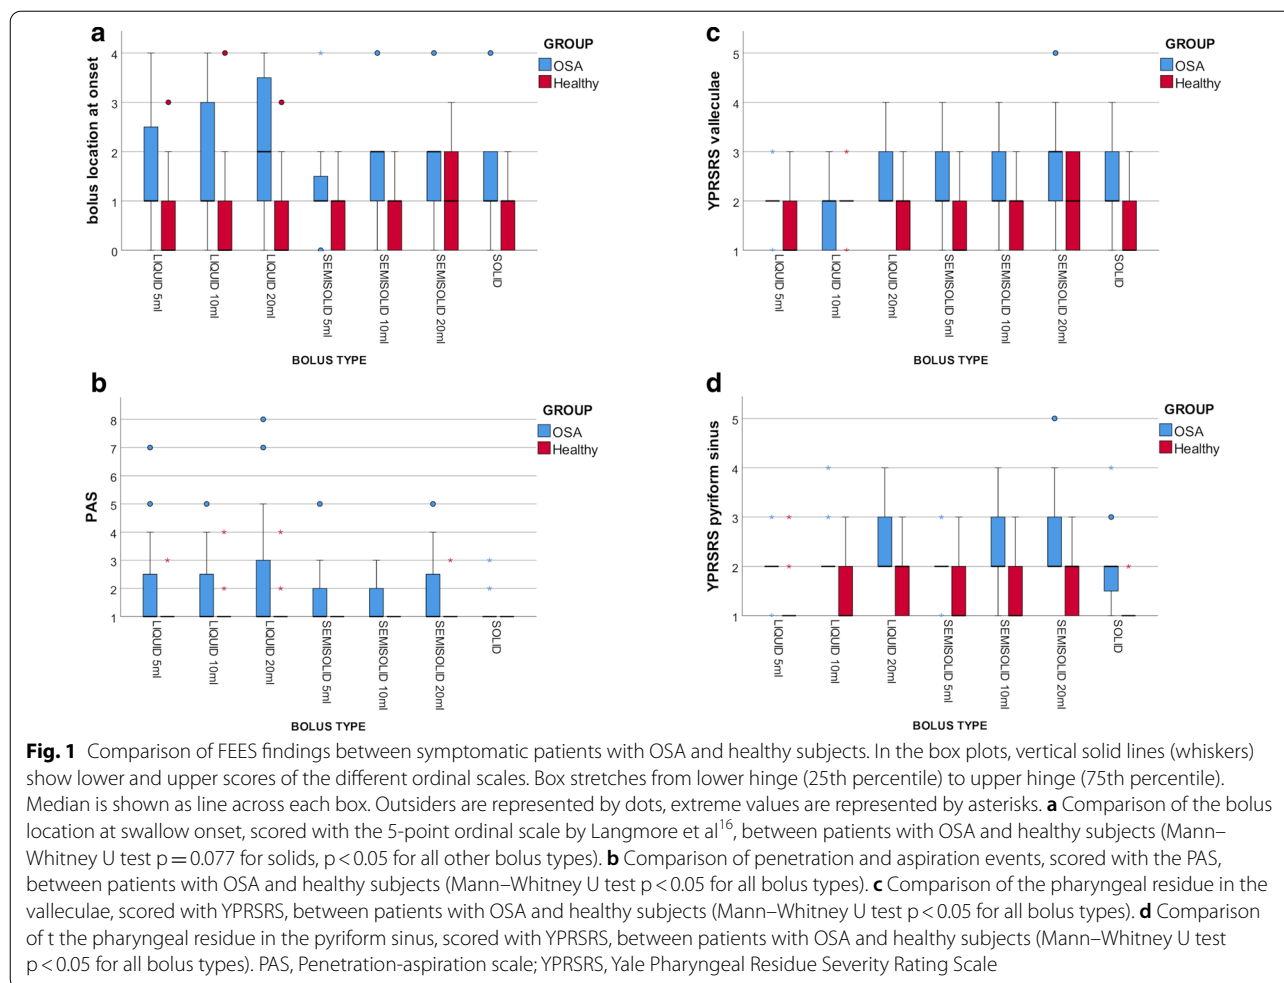 a
bolus location at onset
4
3
2
1
0
LIQUID 5ml
LIQUID 10ml
LIQUID 20ml
SEMISOLID 5ml
SEMISOLID 10ml
SEMISOLID 20ml
SOLID
BOLUS TYPE
GROUP
OSA
Healthy
c
YPRSRS valleculae
5
4
3
2
1
LIQUID 5ml
LIQUID 10ml
LIQUID 20ml
SEMISOLID 5ml
SEMISOLID 10ml
SEMISOLID 20ml
SOLID
BOLUS TYPE
GROUP
OSA
Healthy
b
PAS
8
7
6
5
4
3
2
1
LIQUID 5ml
LIQUID 10ml
LIQUID 20ml
SEMISOLID 5ml
SEMISOLID 10ml
SEMISOLID 20ml
SOLID
BOLUS TYPE
GROUP
OSA
Healthy
d
YPRSRS pyriform sinus
5
4
3
2
1
LIQUID 5ml
LIQUID 10ml
LIQUID 20ml
SEMISOLID 5ml
SEMISOLID 10ml
SEMISOLID 20ml
SOLID
BOLUS TYPE
GROUP
OSA
Healthy
Fig. 1 Comparison of FEES findings between symptomatic patients with OSA and healthy subjects. In the box plots, vertical solid lines (whiskers)
show lower and upper scores of the different ordinal scales. Box stretches from lower hinge (25th percentile) to upper hinge (75th percentile).
Median is shown as line across each box. Outsiders are represented by dots, extreme values are represented by asterisks. a Comparison of the bolus
location at swallow onset, scored with the 5-point ordinal scale by Langmore et al16, between patients with OSA and healthy subjects (Mann–
Whitney U test p = 0.077 for solids, p < 0.05 for all other bolus types). b Comparison of penetration and aspiration events, scored with the PAS,
between patients with OSA and healthy subjects (Mann–Whitney U test p < 0.05 for all bolus types). c Comparison of the pharyngeal residue in the
valleculae, scored with YPRSRS, between patients with OSA and healthy subjects (Mann–Whitney U test p < 0.05 for all bolus types). d Comparison
of t the pharyngeal residue in the pyriform sinus, scored with YPRSRS, between patients with OSA and healthy subjects (Mann–Whitney U test
p < 0.05 for all bolus types). PAS, Penetration-aspiration scale; YPRSRS, Yale Pharyngeal Residue Severity Rating Scale